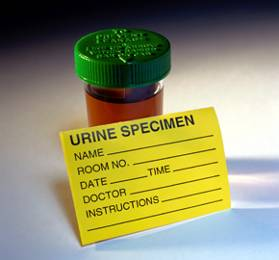 URINE SPECIMEN
NAME
ROOM NO.
DATE TIME
DOCTOR
INSTRUCTIONS